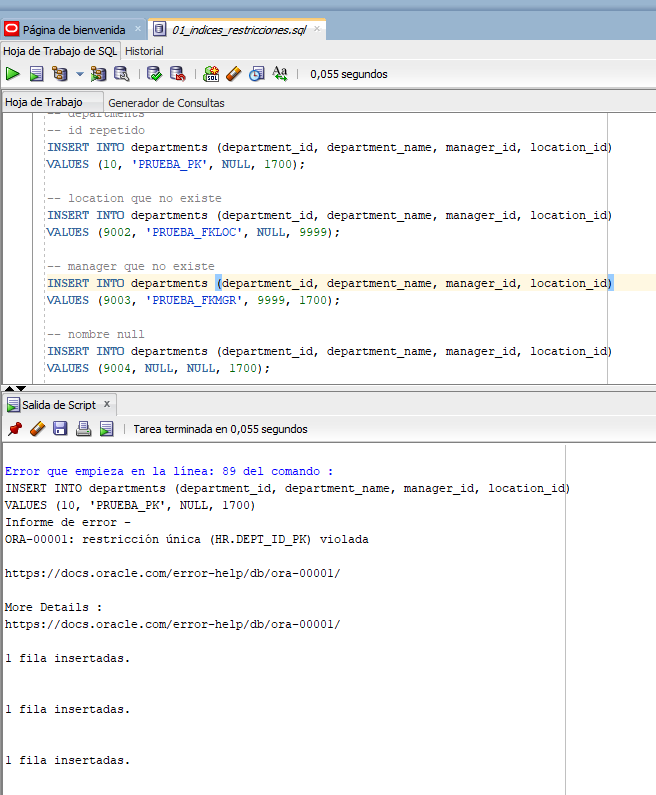 Página de bienvenida
01_indices_restricciones.sql
Hoja de Trabajo de SQL Historial
0,055 segundos
Hoja de Trabajo Generador de Consultas
-- departments
-- id repetido
INSERT INTO departments (department_id, department_name, manager_id, location_id)
VALUES (10, 'PRUEBA_PK', NULL, 1700);
-- location que no existe
INSERT INTO departments (department_id, department_name, manager_id, location_id)
VALUES (9002, 'PRUEBA_FKLOC', NULL, 9999);
-- manager que no existe
INSERT INTO departments (department_id, department_name, manager_id, location_id)
VALUES (9003, 'PRUEBA_FKMGR', 9999, 1700);
-- nombre null
INSERT INTO departments (department_id, department_name, manager_id, location_id)
VALUES (9004, NULL, NULL, 1700);
Salida de Script x
Tarea terminada en 0,055 segundos
Error que empieza en la línea: 89 del comando :
INSERT INTO departments (department_id, department_name, manager_id, location_id)
VALUES (10, 'PRUEBA_PK', NULL, 1700)
Informe de error -
ORA-00001: restricción única (HR.DEPT_ID_PK) violada
https://docs.oracle.com/error-help/db/ora-00001/
More Details :
https://docs.oracle.com/error-help/db/ora-00001/
1 fila insertadas.
1 fila insertadas.
1 fila insertadas.